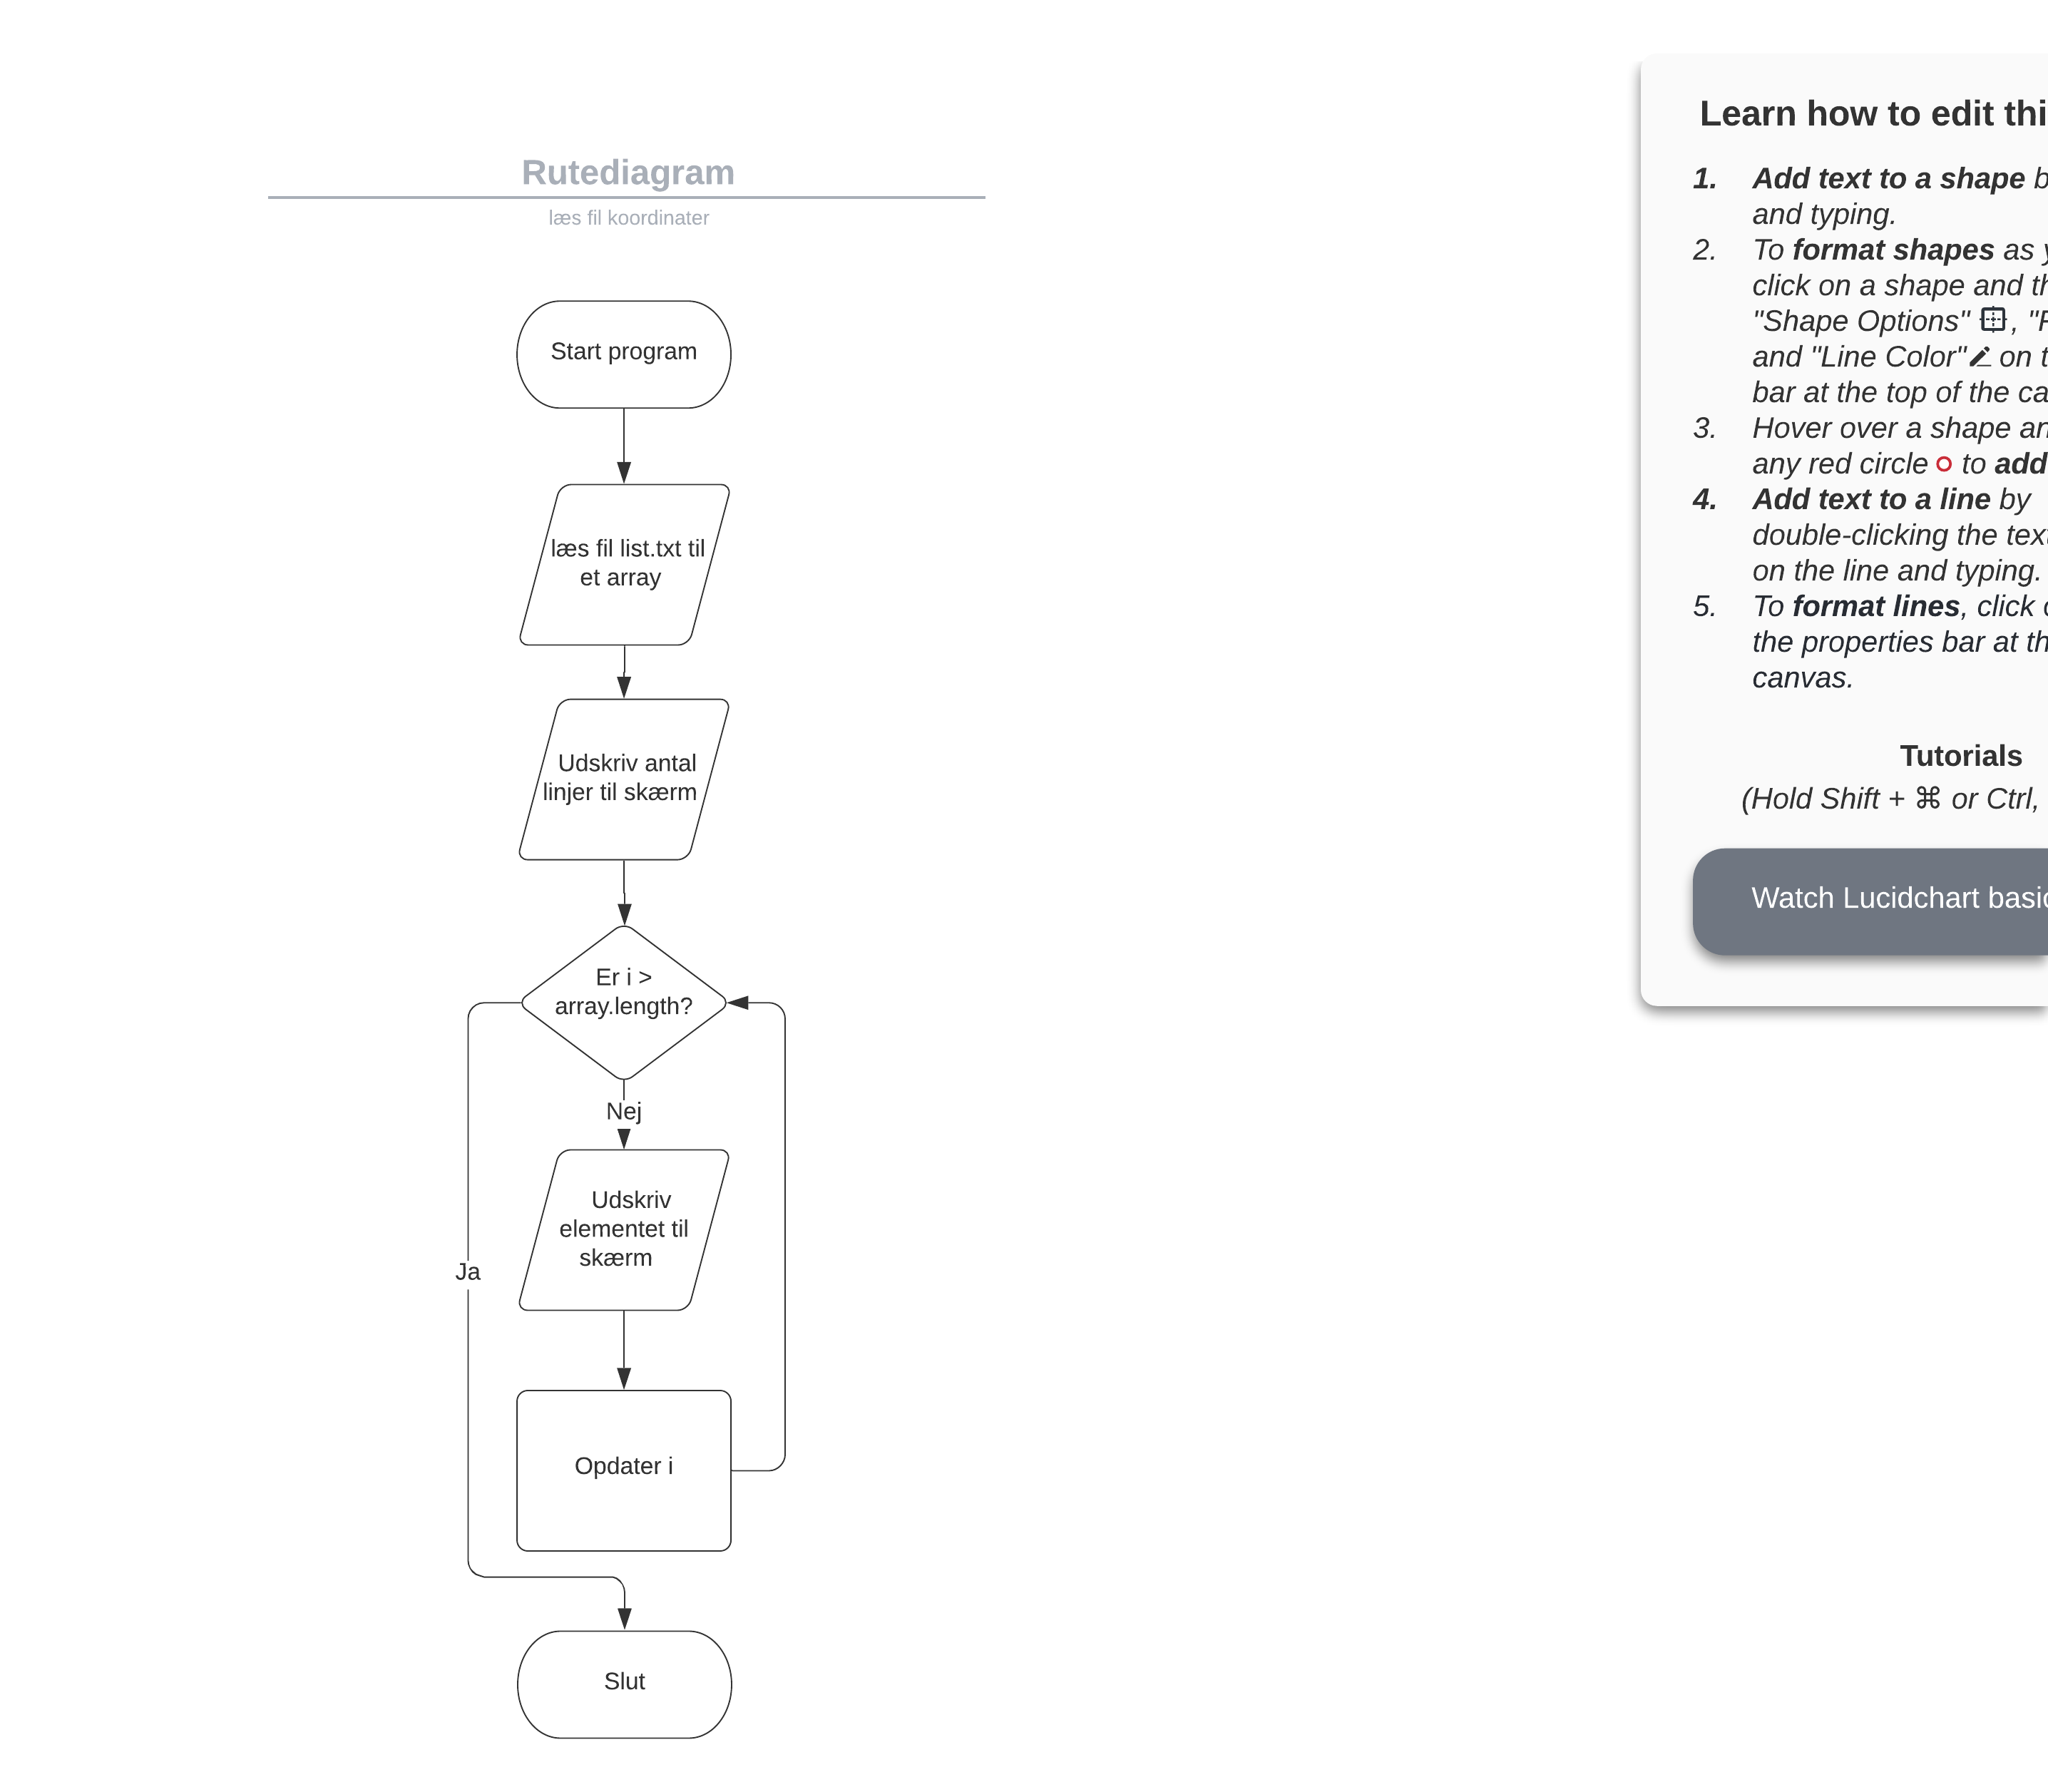 Rutediagram
læs fil koordinater
Start program
læs fil list.txt til
et array
Udskriv antal
linjer til skærm
Er i >
array.length?
Nej
Udskriv
elementet til
skærm
Ja
Opdater i
Slut
Learn how to edit thi
1. Add text to a shape b
and typing.
2. To format shapes as y
click on a shape and th
"Shape Options" , "F
and "Line Color" on t
bar at the top of the ca
3. Hover over a shape an
any red circle to add
4. Add text to a line by
double-clicking the text
on the line and typing.
5. To format lines, click o
the properties bar at th
canvas.
Tutorials
(Hold Shift + ⌘ or Ctrl,
Watch Lucidchart basic